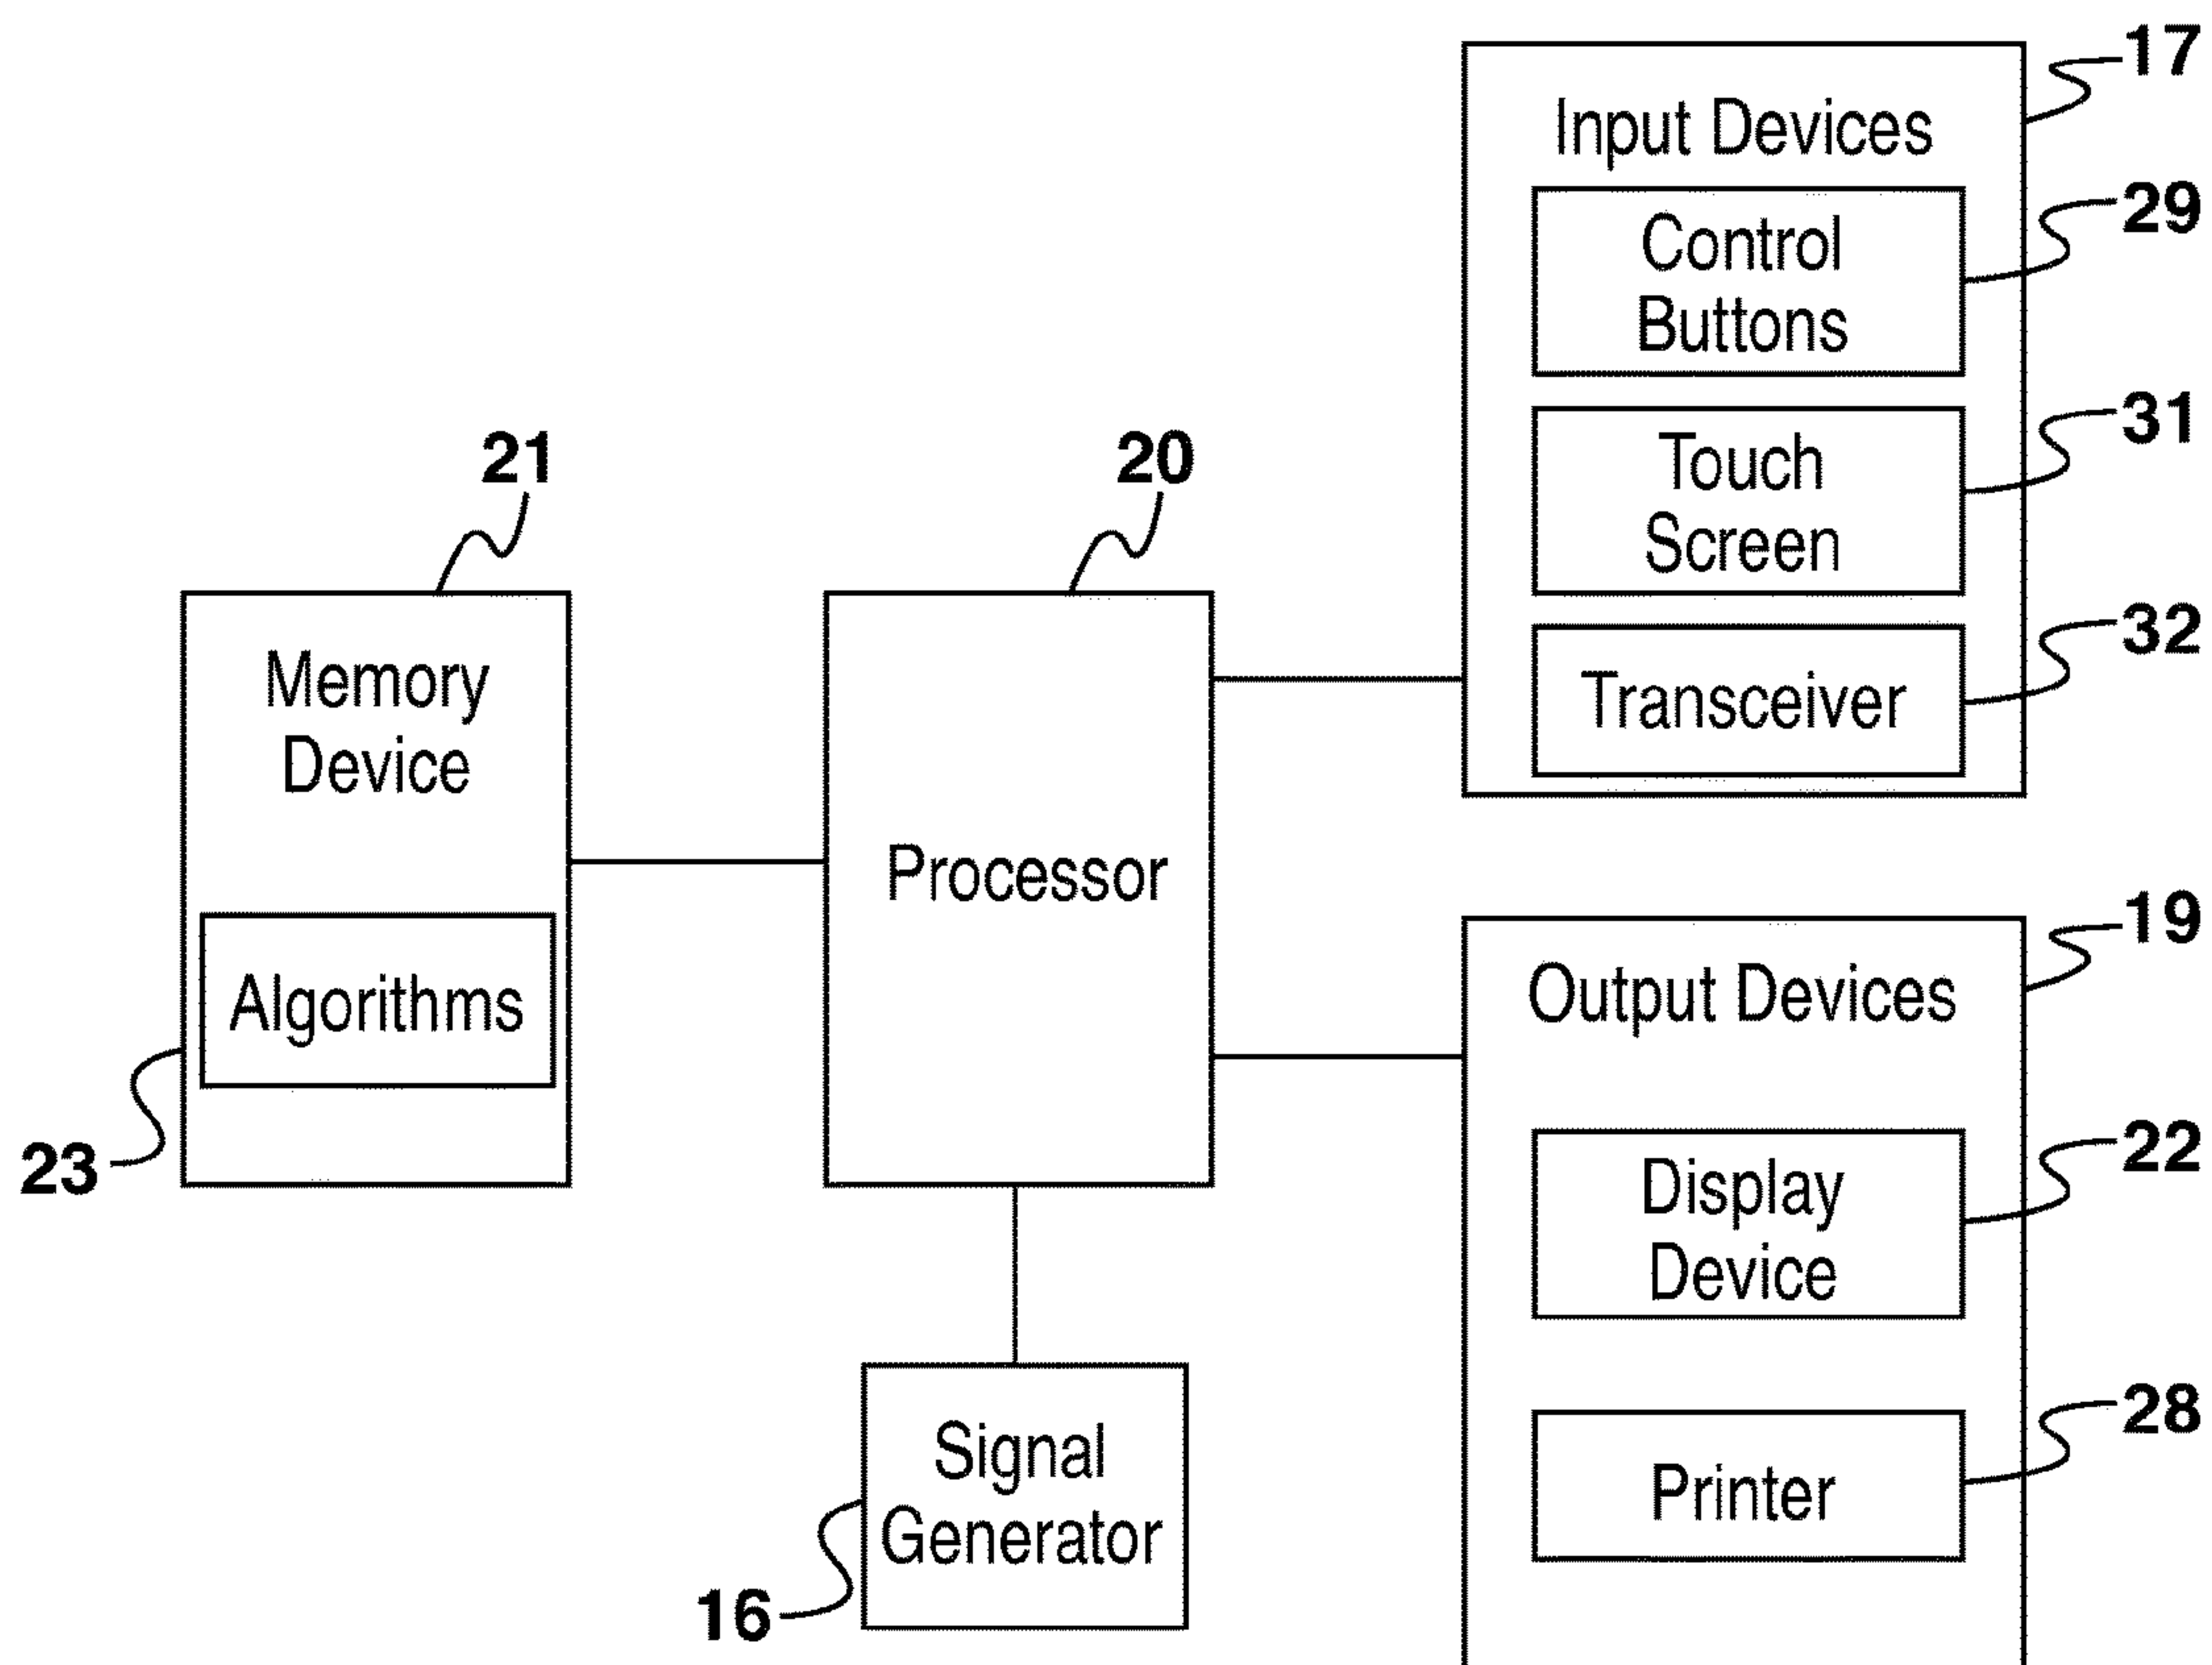 17
Input Devices
29
Control
Buttons
31
Touch
Screen
32
Transceiver
21
Memory
Device
Algorithms
23
20
Processor
19
Output Devices
22
Display
Device
28
Printer
Signal
Generator
16